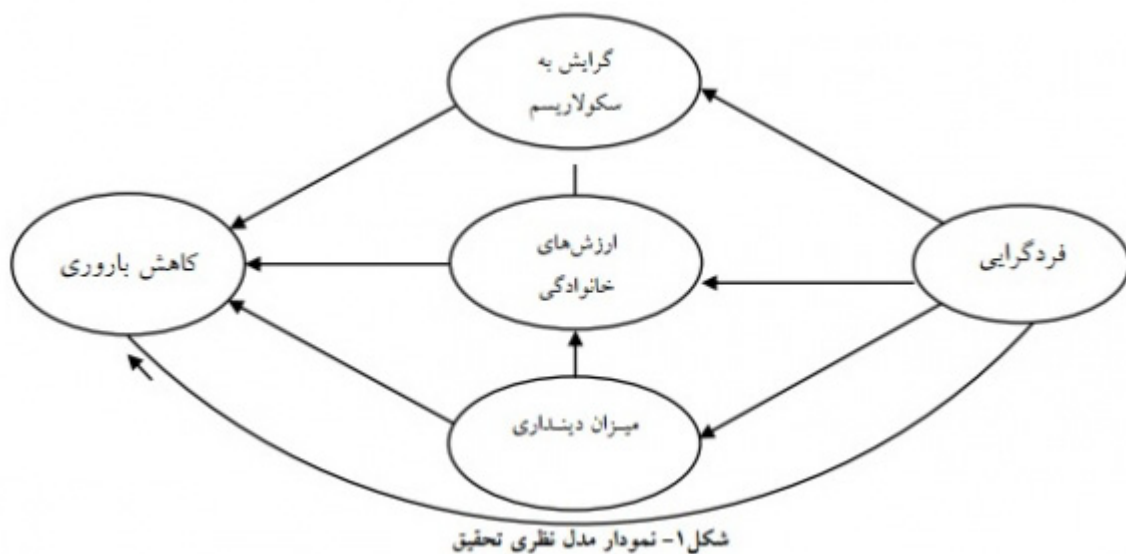 گرایش به
سکولاریسم
فردگرایی
ارزش‌های
خانوادگی
کاهش باروری
میزان دینداری
شکل۱- نمودار مدل نظری تحقیق